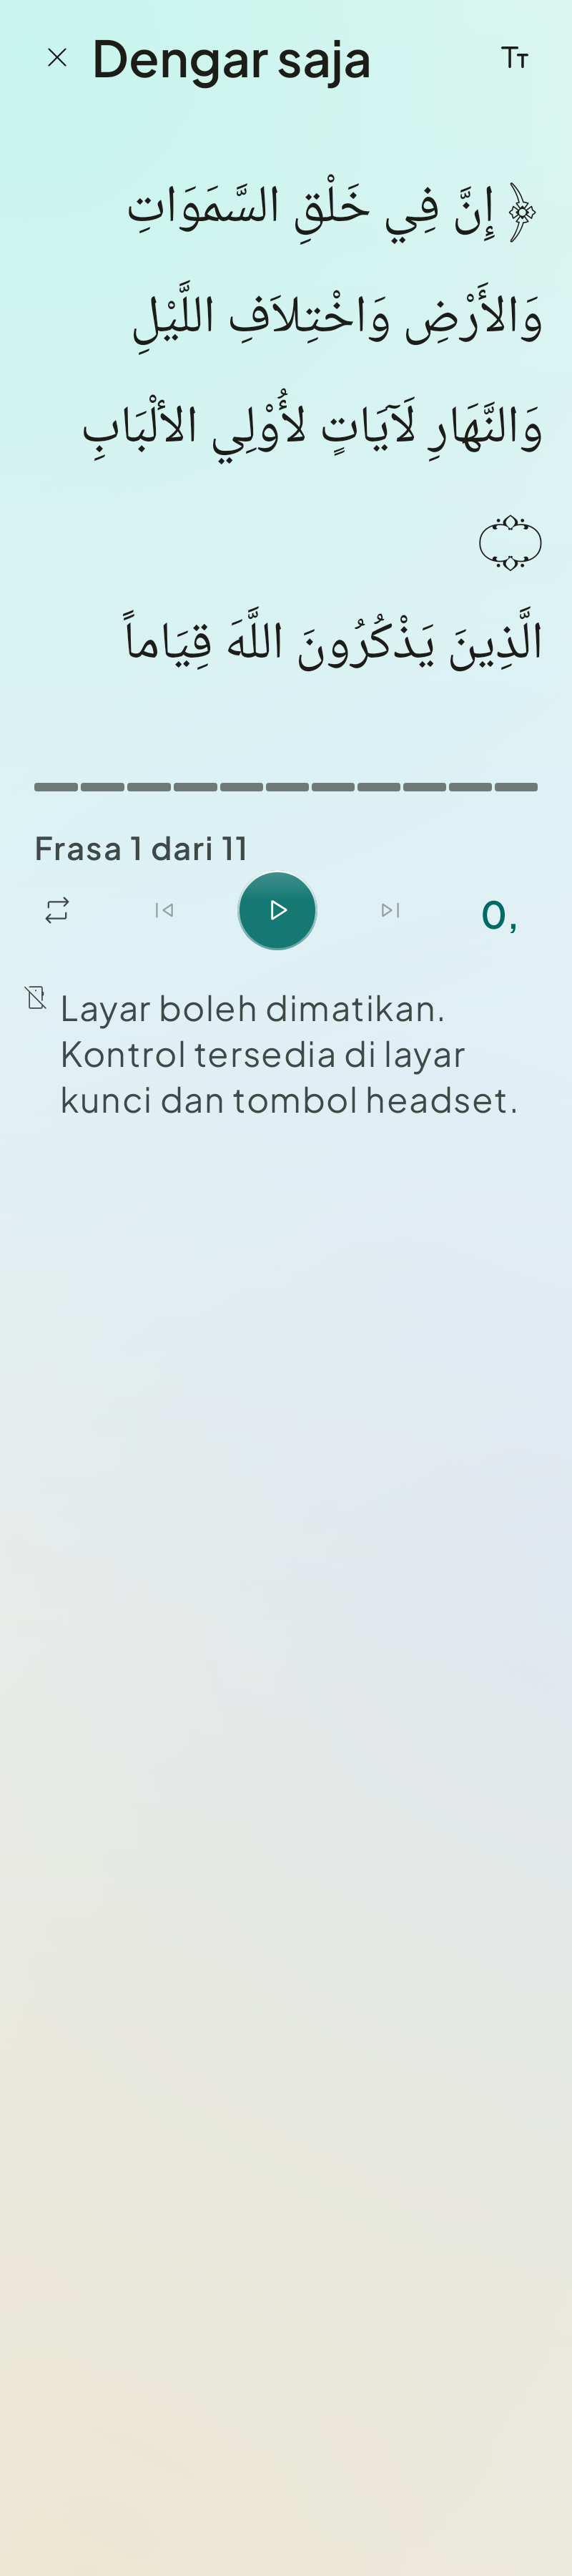 Dengar saja
﴿ إِنَّ فِي خَلْقِ السَّمَوَاتِ
وَالأَرْضِ وَاخْتِلاَفِ اللَّيْلِ
وَالنَّهَارِ لَآيَاتٍ لأُوْلِي الألْبَابِ
۝
الَّذِينَ يَذْكُرُونَ اللَّهَ قِيَاماً
Frasa 1 dari 11
0,
Layar boleh dimatikan.
Kontrol tersedia di layar
kunci dan tombol headset.